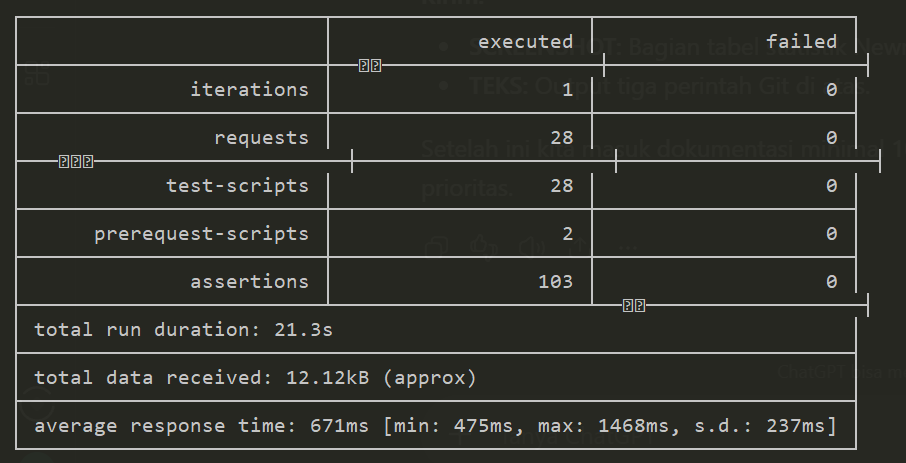 executed failed
iterations 1 0
requests 28 0
test-scripts 28 0
prerequest-scripts 2 0
assertions 103 0
total run duration: 21.3s
total data received: 12.12kB (approx)
average response time: 671ms [min: 475ms, max: 1468ms, s.d.: 237ms]